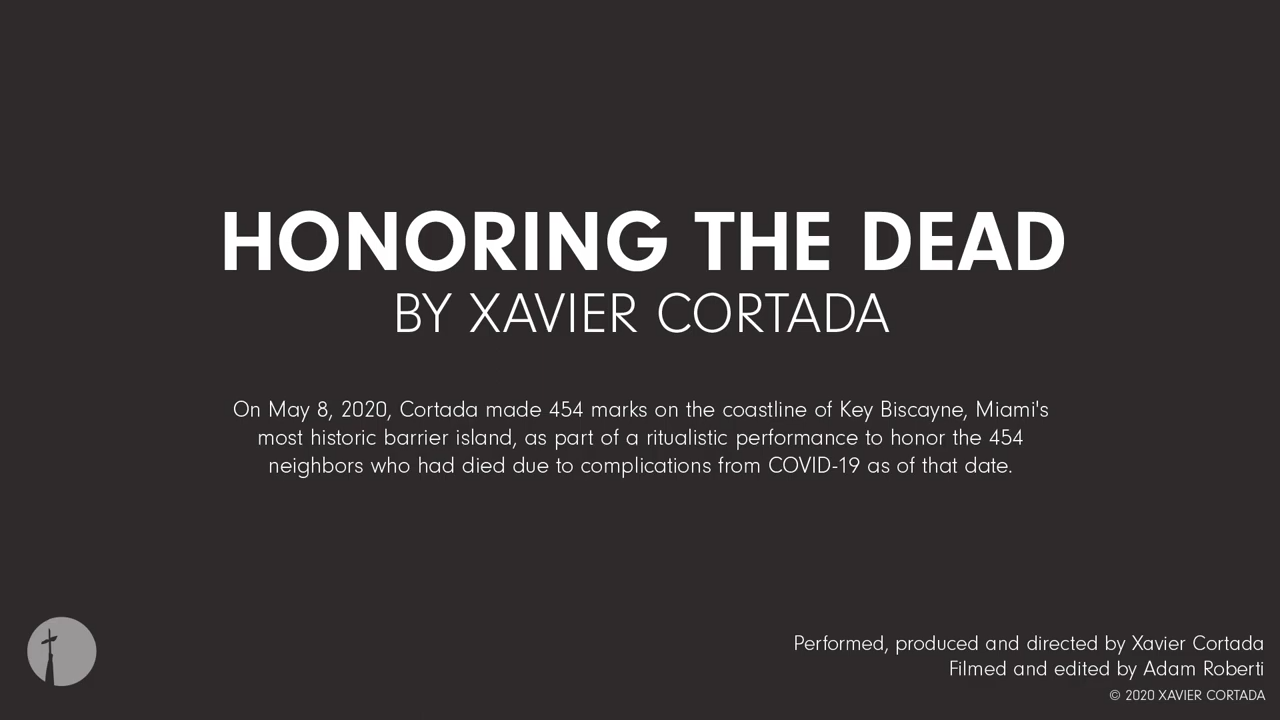 HONORING THE DEAD
BY XAVIER CORTADA
On May 8, 2020, Cortada made 454 marks on the coastline of Key Biscayne, Miami's
most historic barrier island, as part of a ritualistic performance to honor the 454
neighbors who had died due to complications from COVID-19 as of that date.
Performed, produced and directed by Xavier Cortada
Filmed and edited by Adam Roberti
© 2020 XAVIER CORTADA